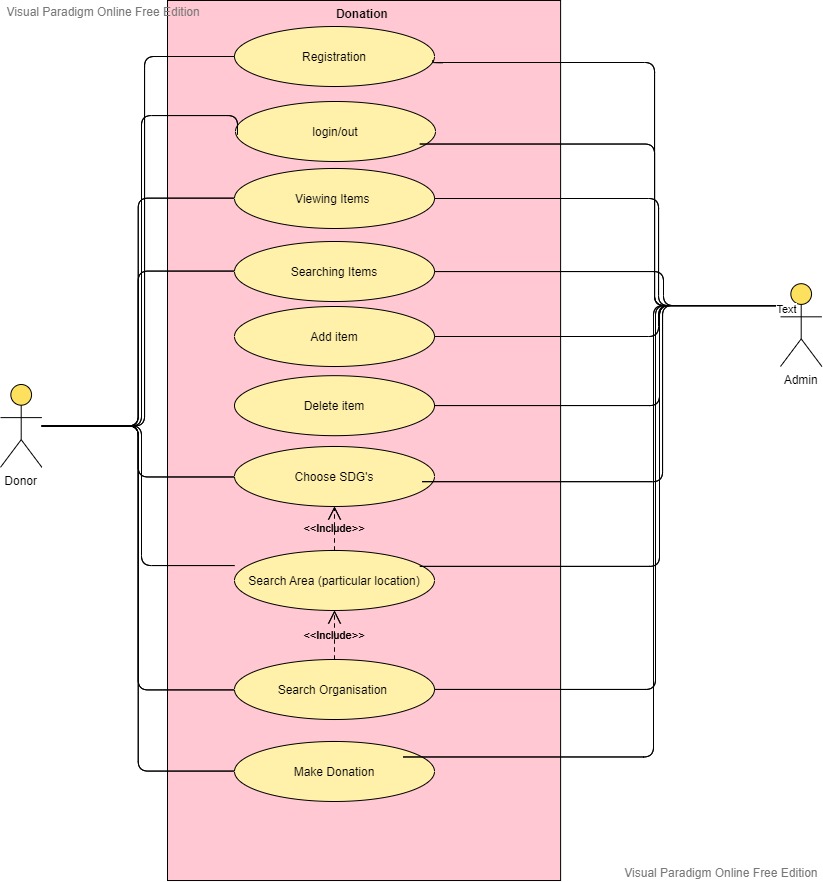 Visual Paradigm Online Free Edition
Donation
Registration
login/out
Viewing Items
Searching Items
Text
Add item
Admin
Delete item
Donor
Choose SDG's
<<Include>>
Search Area (particular location)
<<Include>>
Search Organisation
Make Donation
Visual Paradigm Online Free Edition